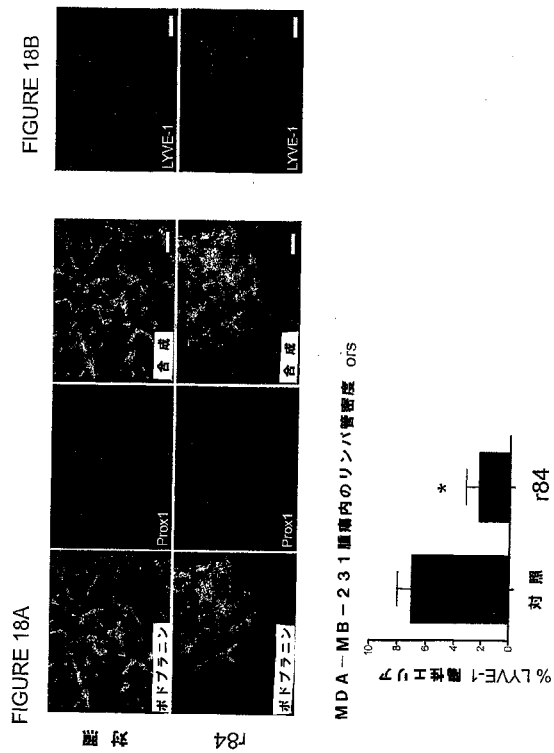 FIGURE 18A
FIGURE 18B
対照
r84
ポドプラニン
Prox1
合成
LYVE-1
ポドプラニン
Prox1
合成
LYVE-1
MDA-MB-231腫瘍内のリンパ管密度 ors
% LYVE-1 陽性エリア
10
8
6
4
2
0
*
対照
r84